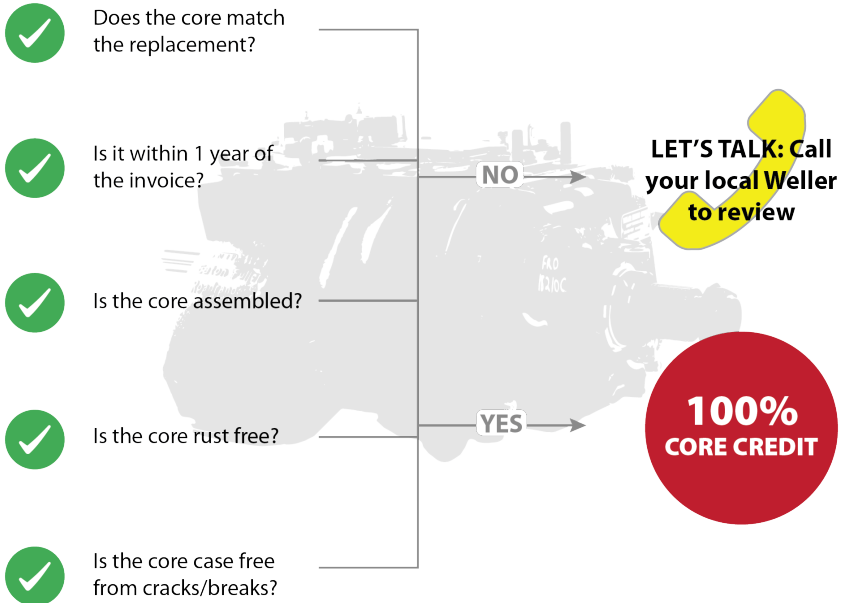 Does the core match
the replacement?
Is it within 1 year of
the invoice?
NO
LET’S TALK: Call
your local Weller
to review
Is the core assembled?
FRO
Is the core rust free?
YES
100%
CORE CREDIT
Is the core case free
from cracks/breaks?